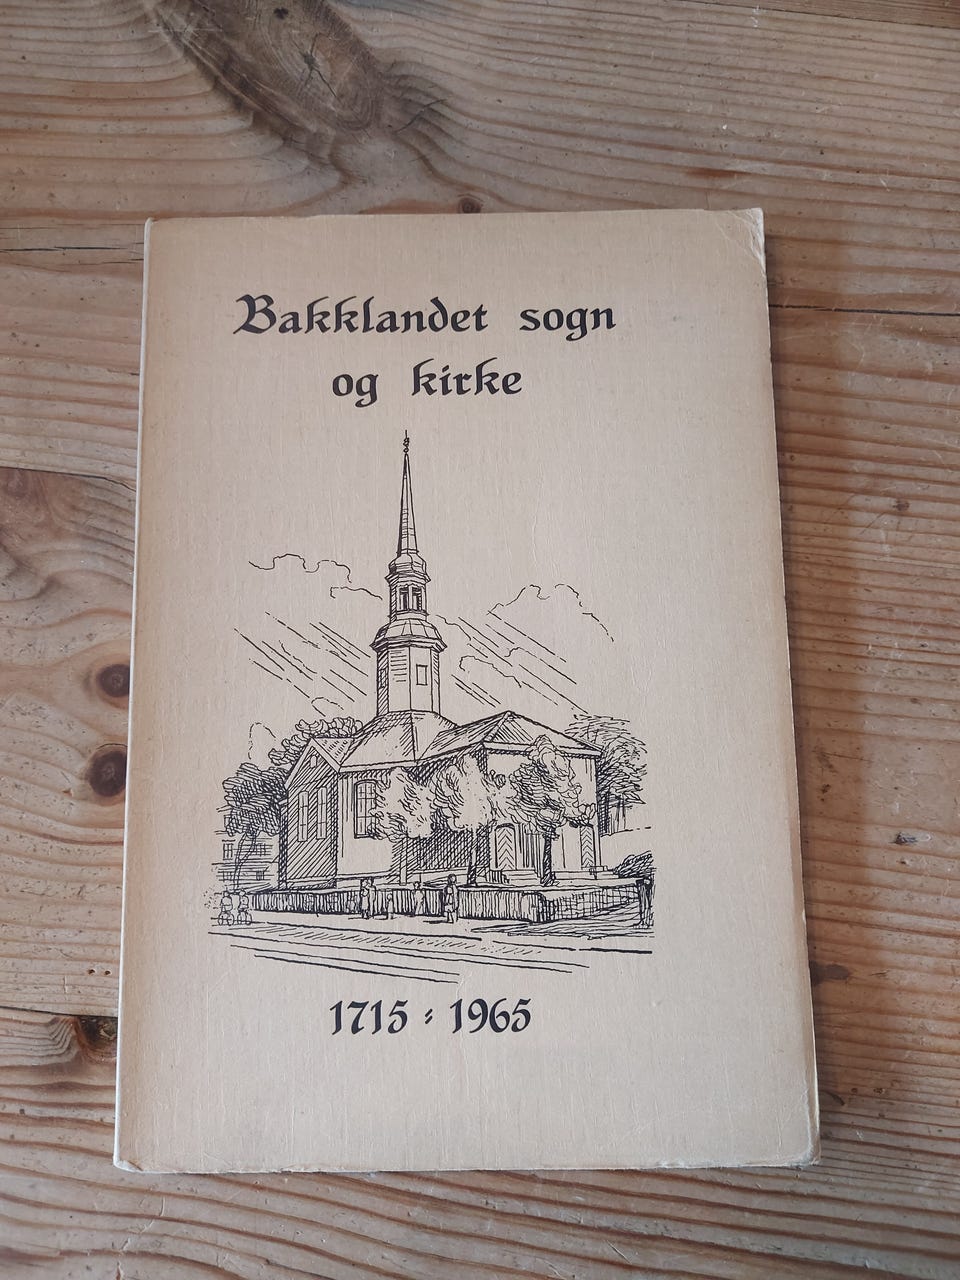 Bakklandet sogn
og kirke
1715 - 1965